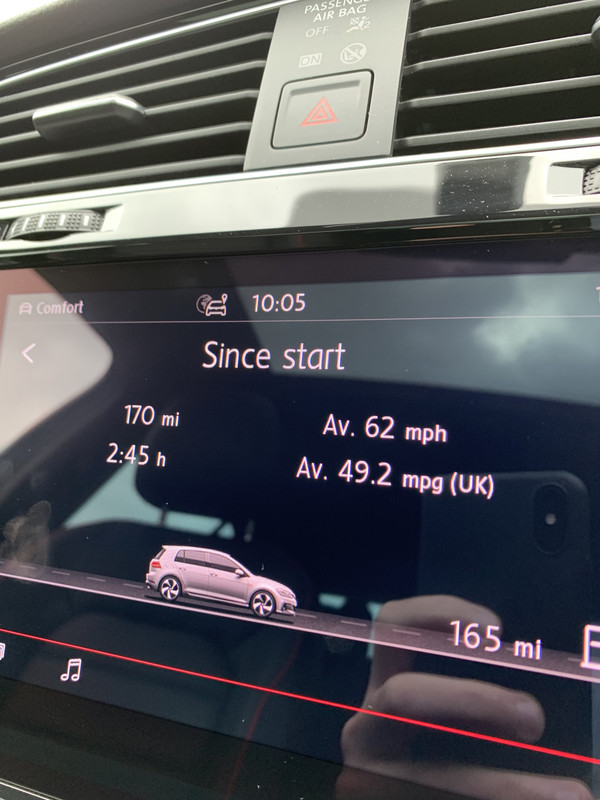 PASSENGER
AIR BAG
OFF
ON
Comfort
10:05
Since start
170 mi
Av. 62 mph
2:45 h
Av. 49.2 mpg (UK)
165 mi